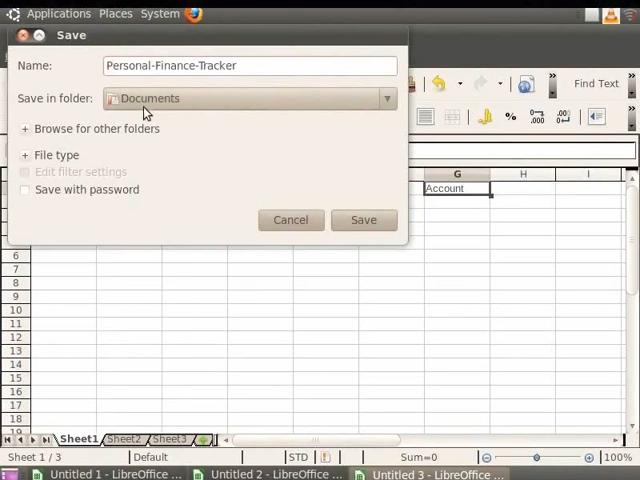 Applications Places System
Save
Name: Personal-Finance-Tracker
Save in folder: Documents
Find Text
Browse for other folders
% 0.000 .000
File type
Edit filter settings
Save with password
G H I
Account
Cancel Save
6
7
8
9
10
11
12
13
14
15
16
17
18
Sheet1 Sheet2 Sheet3
Sheet 1 / 3 Default STD Sum=0 100%
Untitled 1 - LibreOffice ... Untitled 2 - LibreOffice ... Untitled 3 - LibreOffice ...